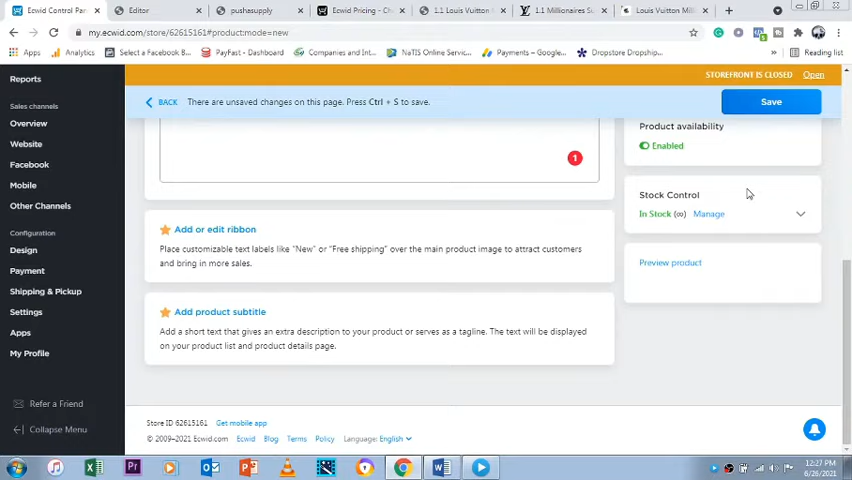 Ecwid Control Pan
Editor
pusha supply
Ecwid Pricing - Ch
1.1 Louis Vuitton
1.1 Millionaires Su
Louis Vuitton Mill
my.ecwid.com/store/62615161#product:mode=new
Apps
Analytics
Select a Facebook B...
PayFast - Dashboard
Companies and Inte...
NaTIS Online Servic...
Payments – Google...
Dropstore Dropship...
Reading list
Reports
STOREFRONT IS CLOSED Open
Sales channels
BACK There are unsaved changes on this page. Press Ctrl + S to save.
Save
Overview
Website
Facebook
Mobile
Other Channels
Configuration
Design
Payment
Shipping & Pickup
Settings
Apps
My Profile
Refer a Friend
Collapse Menu
1
Product availability
Enabled
Stock Control
In Stock (∞) Manage
Preview product
Add or edit ribbon
Place customizable text labels like "New" or "Free shipping" over the main product image to attract customers
and bring in more sales.
Add product subtitle
Add a short text that gives an extra description to your product or serves as a tagline. The text will be displayed
on your product list and product details page.
Store ID 62615161 Get mobile app
© 2009–2021 Ecwid.com Ecwid Blog Terms Policy Language: English
12:27 PM
6/26/2021